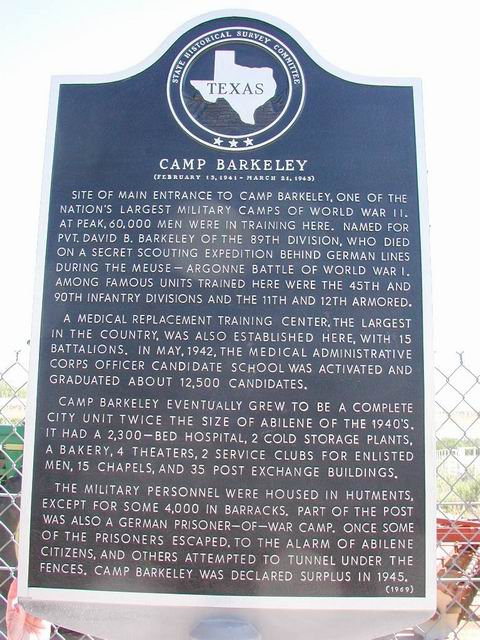 STATE HISTORICAL SURVEY COMMITTEE
TEXAS
CAMP BARKELEY
(FEBRUARY 15, 1941 - MARCH 21, 1945)
SITE OF MAIN ENTRANCE TO CAMP BARKELEY, ONE OF THE
NATION'S LARGEST MILITARY CAMPS OF WORLD WAR II.
AT PEAK, 60,000 MEN WERE IN TRAINING HERE. NAMED FOR
PVT. DAVID B. BARKELEY OF THE 89TH DIVISION, WHO DIED
ON A SECRET SCOUTING EXPEDITION BEHIND GERMAN LINES
DURING THE MEUSE—ARGONNE BATTLE OF WORLD WAR I.
AMONG FAMOUS UNITS TRAINED HERE WERE THE 45TH AND
90TH INFANTRY DIVISIONS AND THE 11TH AND 12TH ARMORED.
A MEDICAL REPLACEMENT TRAINING CENTER, THE LARGEST
IN THE COUNTRY, WAS ALSO ESTABLISHED HERE, WITH 15
BATTALIONS. IN MAY, 1942, THE MEDICAL ADMINISTRATIVE
CORPS OFFICER CANDIDATE SCHOOL WAS ACTIVATED AND
GRADUATED ABOUT 12,500 CANDIDATES.
CAMP BARKELEY EVENTUALLY GREW TO BE A COMPLETE
CITY UNIT TWICE THE SIZE OF ABILENE OF THE 1940'S.
IT HAD A 2,300—BED HOSPITAL, 2 COLD STORAGE PLANTS,
A BAKERY, 4 THEATERS, 2 SERVICE CLUBS FOR ENLISTED
MEN, 15 CHAPELS, AND 35 POST EXCHANGE BUILDINGS.
THE MILITARY PERSONNEL WERE HOUSED IN HUTMENTS,
EXCEPT FOR SOME 4,000 IN BARRACKS. PART OF THE POST
WAS ALSO A GERMAN PRISONER—OF—WAR CAMP. ONCE SOME
OF THE PRISONERS ESCAPED, TO THE ALARM OF ABILENE
CITIZENS, AND OTHERS ATTEMPTED TO TUNNEL UNDER THE
FENCES. CAMP BARKELEY WAS DECLARED SURPLUS IN 1945.
(1969)